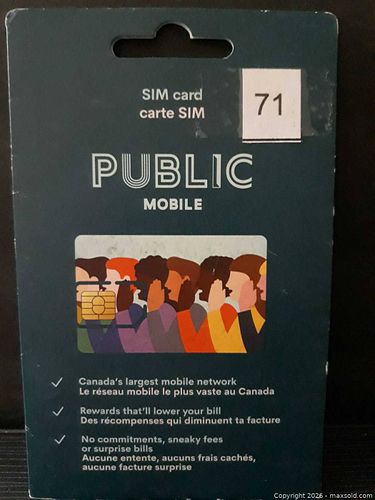 SIM card
carte SIM
71
PUBLIC
MOBILE
Canada's largest mobile network
Le réseau mobile le plus vaste au Canada
Rewards that'll lower your bill
Des récompenses qui diminuent ta facture
No commitments, sneaky fees
or surprise bills
Aucune entente, aucuns frais cachés,
aucune facture surprise
Copyright 2026 - maxsold.com